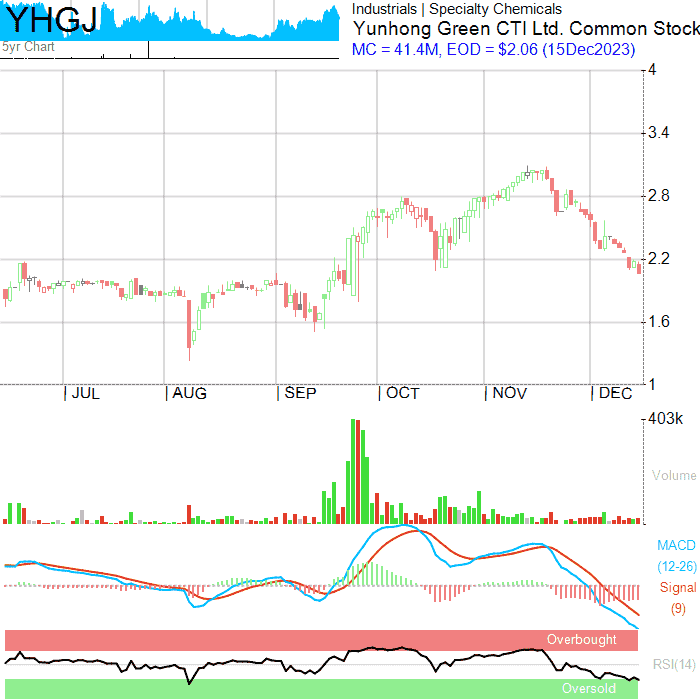 YHGJ
5yr Chart
Industrials | Specialty Chemicals
Yunhong Green CTI Ltd. Common Stock
MC = 41.4M, EOD = $2.06 (15Dec2023)
4
3.4
2.8
2.2
1.6
1
JUL
AUG
SEP
OCT
NOV
DEC
403k
Volume
MACD
(12-26)
Signal
(9)
Overbought
RSI(14)
Oversold